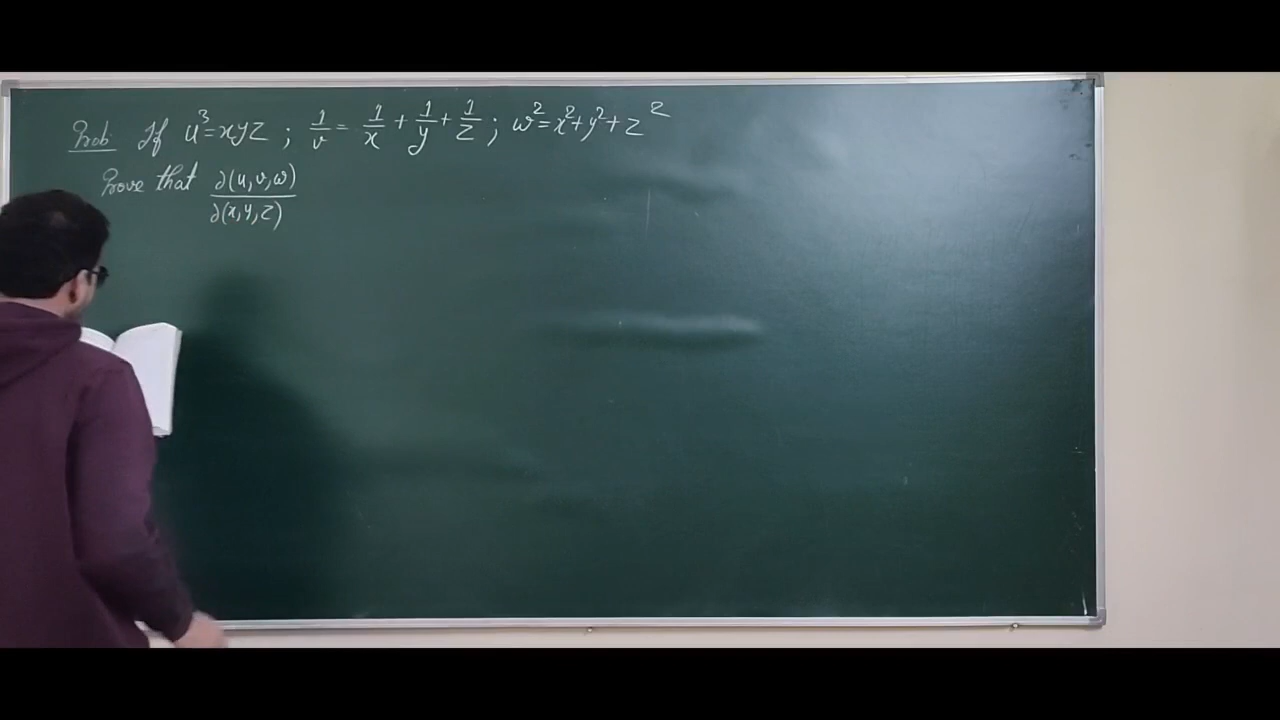 Prob. If u³=xyz ; 1/v = 1/x + 1/y + 1/z ; w²=x²+y²+z²
Prove that ∂(u,v,w)/∂(x,y,z)